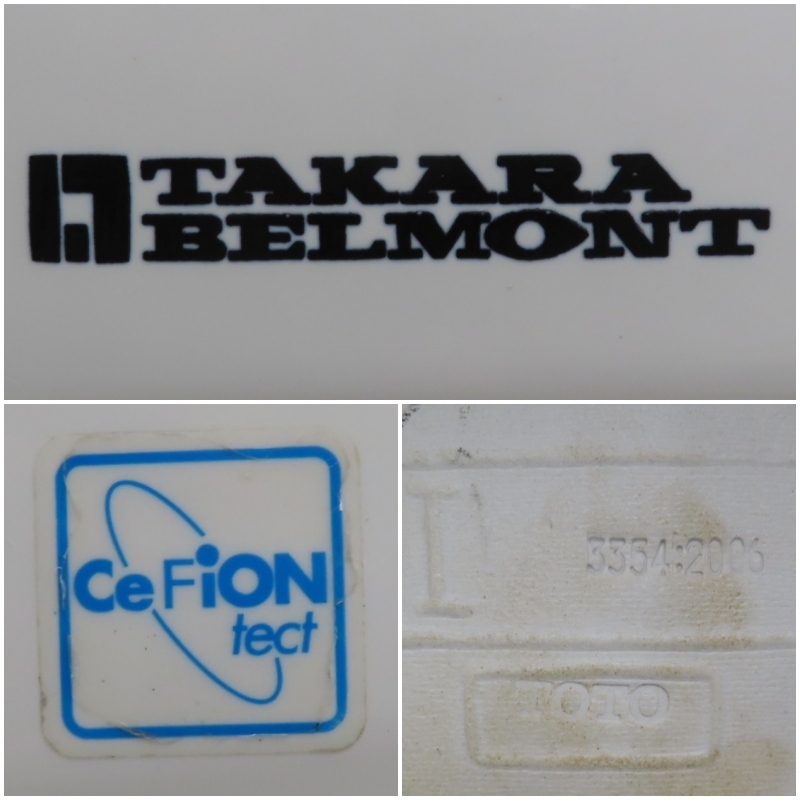 TAKARA
BELMONT
CeFiON
tect
I
3354:2006
TOTO